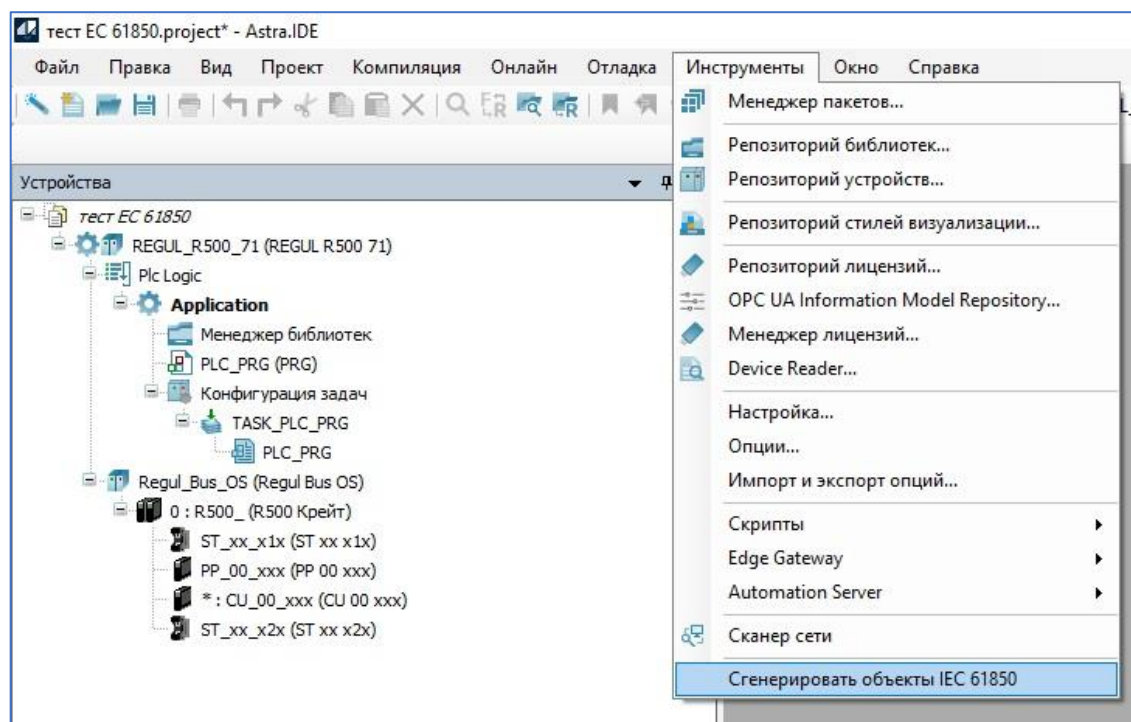 тест ЕС 61850.project* - Astra.IDE
Файл Правка Вид Проект Компиляция Онлайн Отладка Инструменты Окно Справка
Устройства
тест ЕС 61850
REGUL_R500_71 (REGUL R500 71)
Plc Logic
Application
Менеджер библиотек
PLC_PRG (PRG)
Конфигурация задач
TASK_PLC_PRG
PLC_PRG
Regul_Bus_OS (Regul Bus OS)
0 : R500_ (R500 Крейт)
ST_xx_x1x (ST xx x1x)
PP_00_xxx (PP 00 xxx)
* : CU_00_xxx (CU 00 xxx)
ST_xx_x2x (ST xx x2x)
Менеджер пакетов...
Репозиторий библиотек...
Репозиторий устройств...
Репозиторий стилей визуализации...
Репозиторий лицензий...
OPC UA Information Model Repository...
Менеджер лицензий...
Device Reader...
Настройка...
Опции...
Импорт и экспорт опций...
Скрипты
Edge Gateway
Automation Server
Сканер сети
Сгенерировать объекты IEC 61850